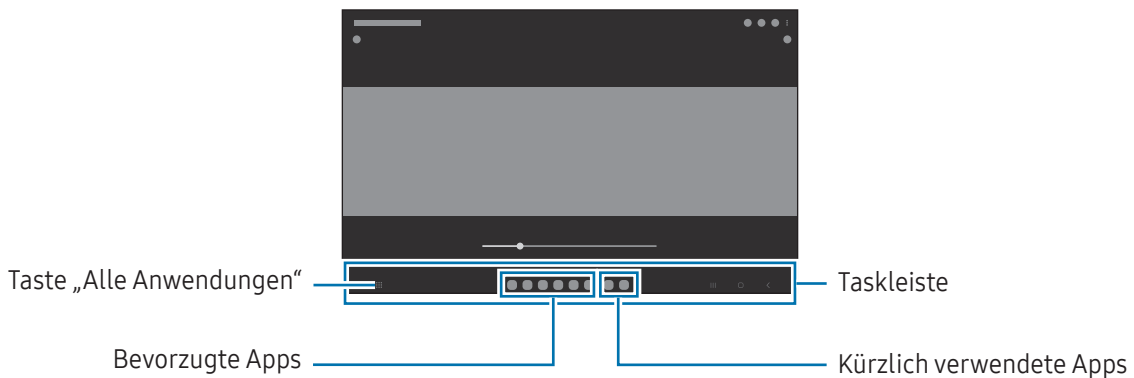 Taste „Alle Anwendungen“
Taskleiste
Bevorzugte Apps
Kürzlich verwendete Apps